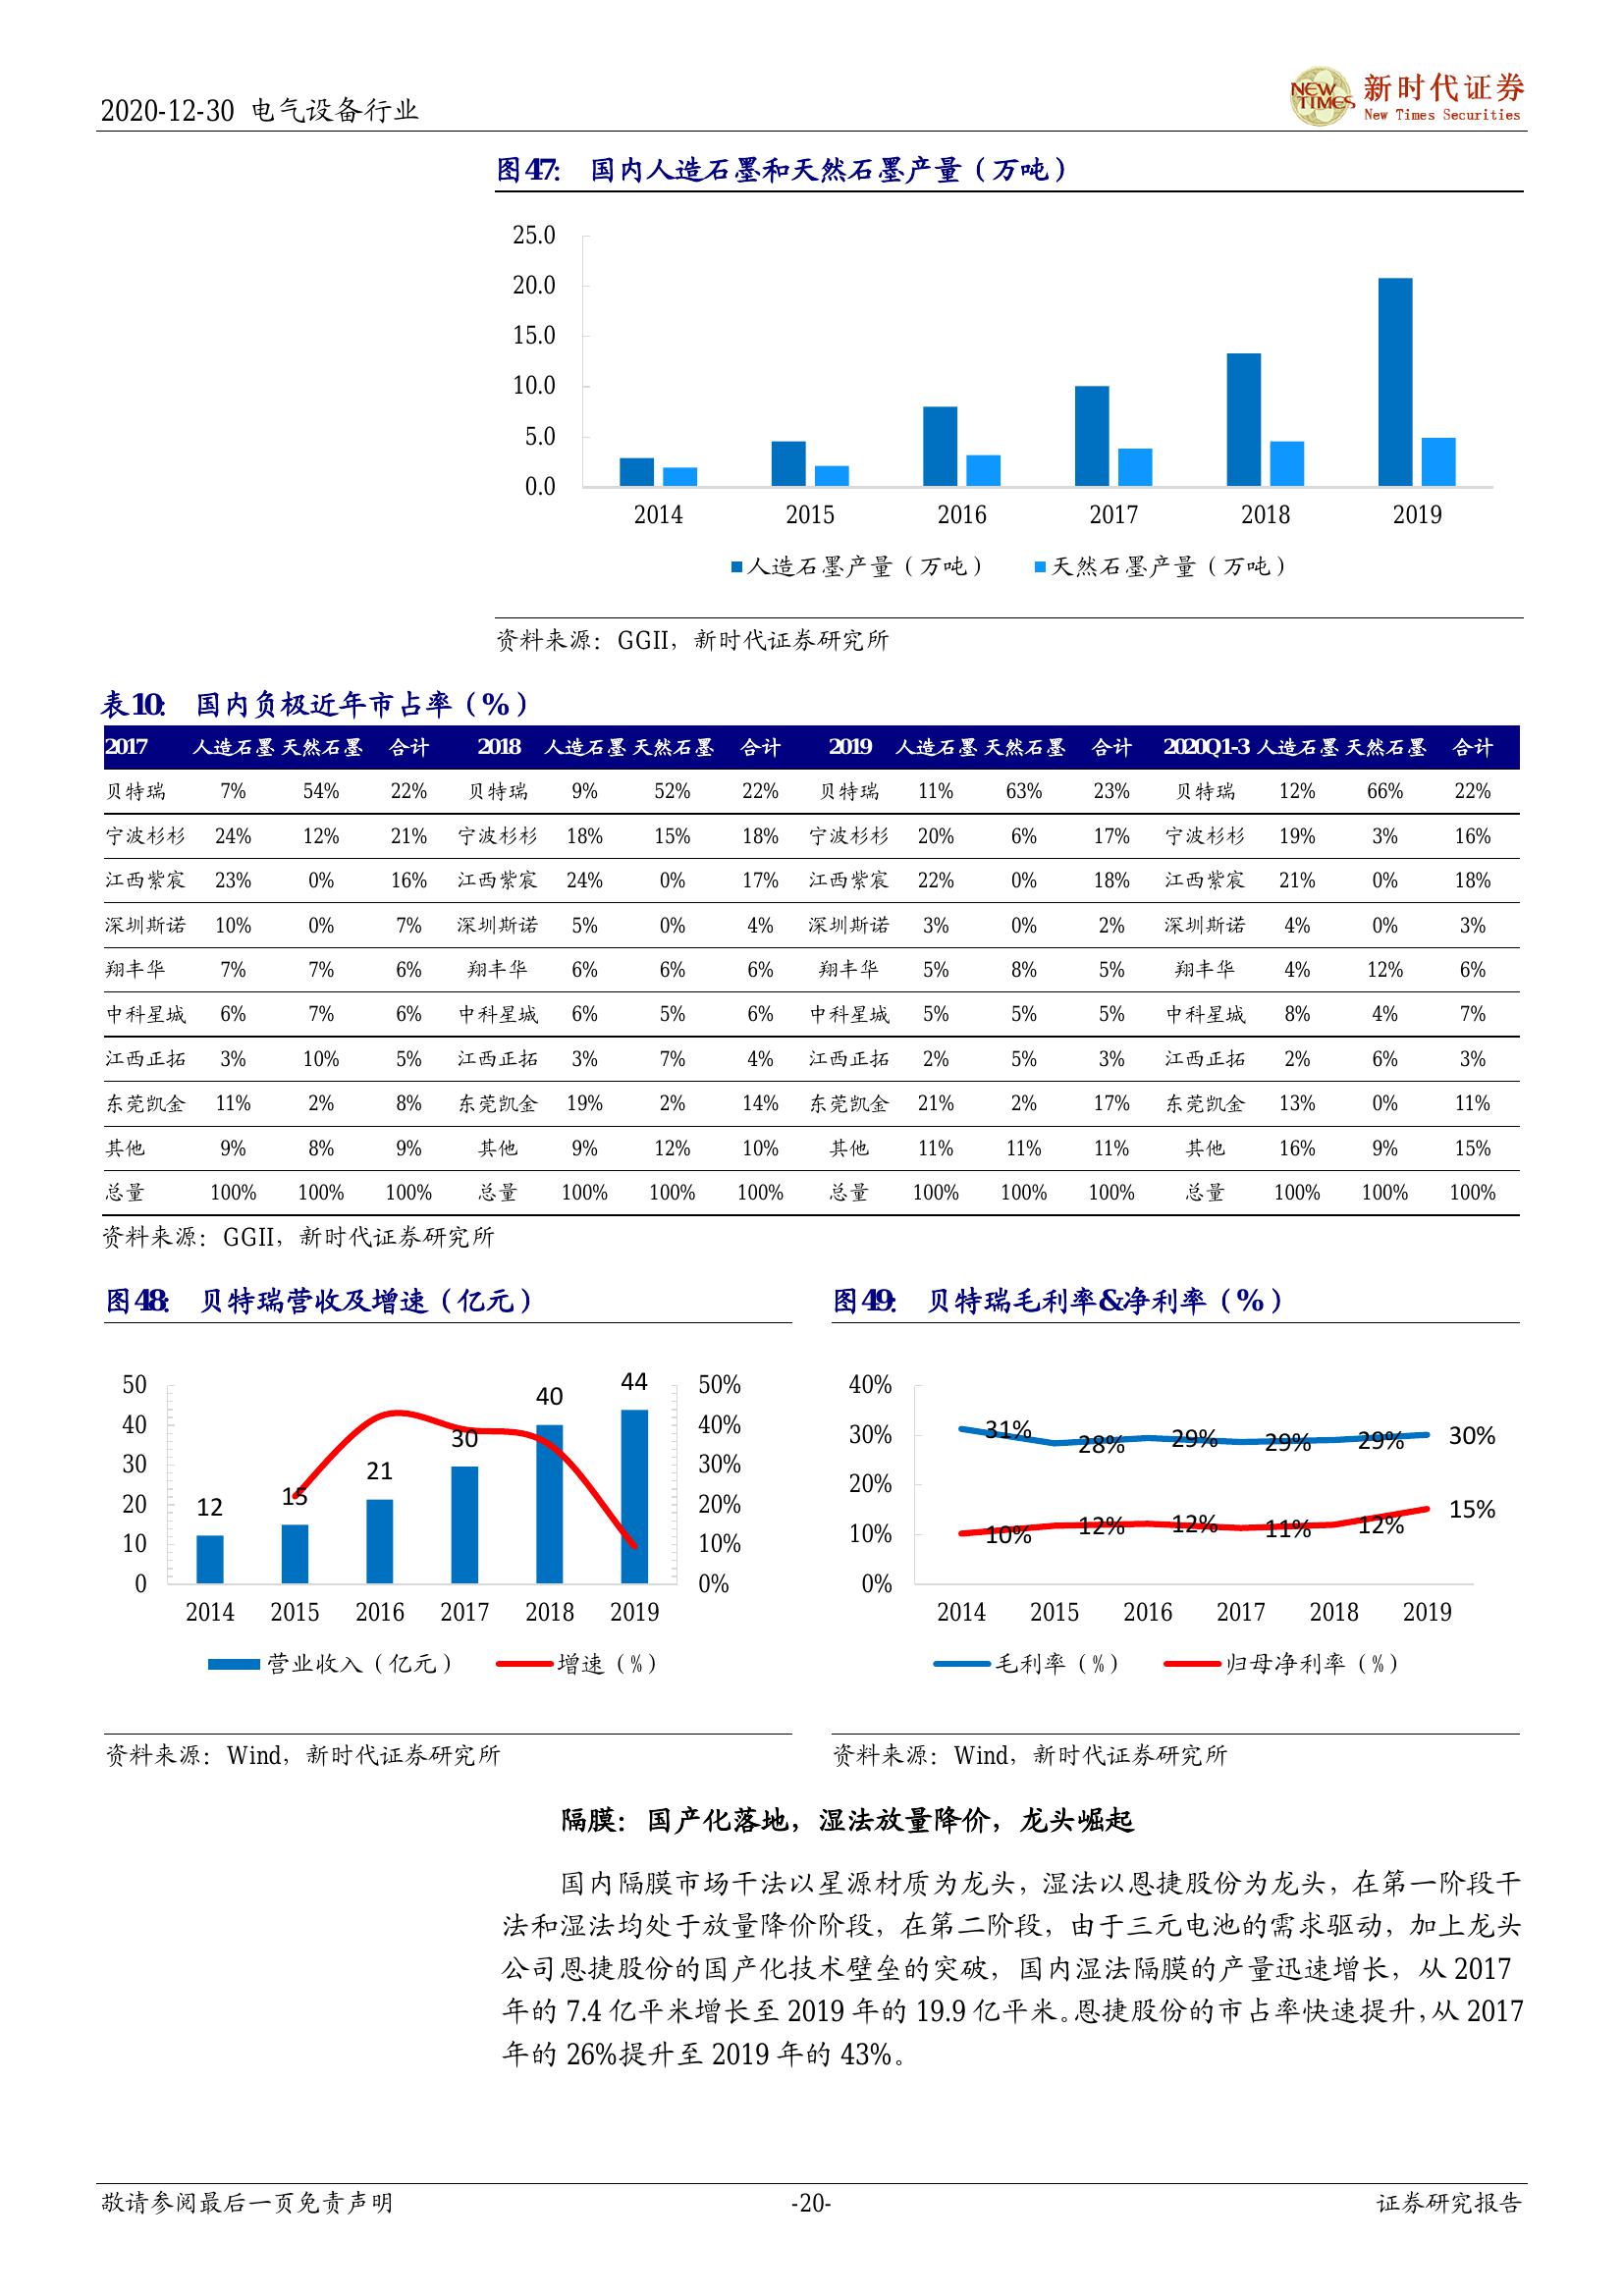 2020-12-30 电气设备行业
NEW TIMES
新时代证券
New Times Securities
图47： 国内人造石墨和天然石墨产量（万吨）
25.0
20.0
15.0
10.0
5.0
0.0
2014 2015 2016 2017 2018 2019
人造石墨产量（万吨） 天然石墨产量（万吨）
资料来源：GGII，新时代证券研究所
表10： 国内负极近年市占率（%）
2017 人造石墨 天然石墨 合计 2018 人造石墨 天然石墨 合计 2019 人造石墨 天然石墨 合计 2020Q1-3 人造石墨 天然石墨 合计
贝特瑞 7% 54% 22% 贝特瑞 9% 52% 22% 贝特瑞 11% 63% 23% 贝特瑞 12% 66% 22%
宁波杉杉 24% 12% 21% 宁波杉杉 18% 15% 18% 宁波杉杉 20% 6% 17% 宁波杉杉 19% 3% 16%
江西紫宸 23% 0% 16% 江西紫宸 24% 0% 17% 江西紫宸 22% 0% 18% 江西紫宸 21% 0% 18%
深圳斯诺 10% 0% 7% 深圳斯诺 5% 0% 4% 深圳斯诺 3% 0% 2% 深圳斯诺 4% 0% 3%
翔丰华 7% 7% 6% 翔丰华 6% 6% 6% 翔丰华 5% 8% 5% 翔丰华 4% 12% 6%
中科星城 6% 7% 6% 中科星城 6% 5% 6% 中科星城 5% 5% 5% 中科星城 8% 4% 7%
江西正拓 3% 10% 5% 江西正拓 3% 7% 4% 江西正拓 2% 5% 3% 江西正拓 2% 6% 3%
东莞凯金 11% 2% 8% 东莞凯金 19% 2% 14% 东莞凯金 21% 2% 17% 东莞凯金 13% 0% 11%
其他 9% 8% 9% 其他 9% 12% 10% 其他 11% 11% 11% 其他 16% 9% 15%
总量 100% 100% 100% 总量 100% 100% 100% 总量 100% 100% 100% 总量 100% 100% 100%
资料来源：GGII，新时代证券研究所
图48： 贝特瑞营收及增速（亿元）
50 50%
40 40%
30 30%
20 20%
10 10%
0 0%
12 15 21 30 40 44
2014 2015 2016 2017 2018 2019
营业收入（亿元） 增速（%）
资料来源：Wind，新时代证券研究所
图49： 贝特瑞毛利率&净利率（%）
40%
30%
20%
10%
0%
31% 28% 29% 29% 29% 30%
10% 12% 12% 11% 12% 15%
2014 2015 2016 2017 2018 2019
毛利率（%） 归母净利率（%）
资料来源：Wind，新时代证券研究所
隔膜：国产化落地，湿法放量降价，龙头崛起
国内隔膜市场干法以星源材质为龙头，湿法以恩捷股份为龙头，在第一阶段干
法和湿法均处于放量降价阶段，在第二阶段，由于三元电池的需求驱动，加上龙头
公司恩捷股份的国产化技术壁垒的突破，国内湿法隔膜的产量迅速增长，从 2017
年的 7.4 亿平米增长至 2019 年的 19.9 亿平米。恩捷股份的市占率快速提升，从 2017
年的 26%提升至 2019 年的 43%。
敬请参阅最后一页免责声明 -20- 证券研究报告